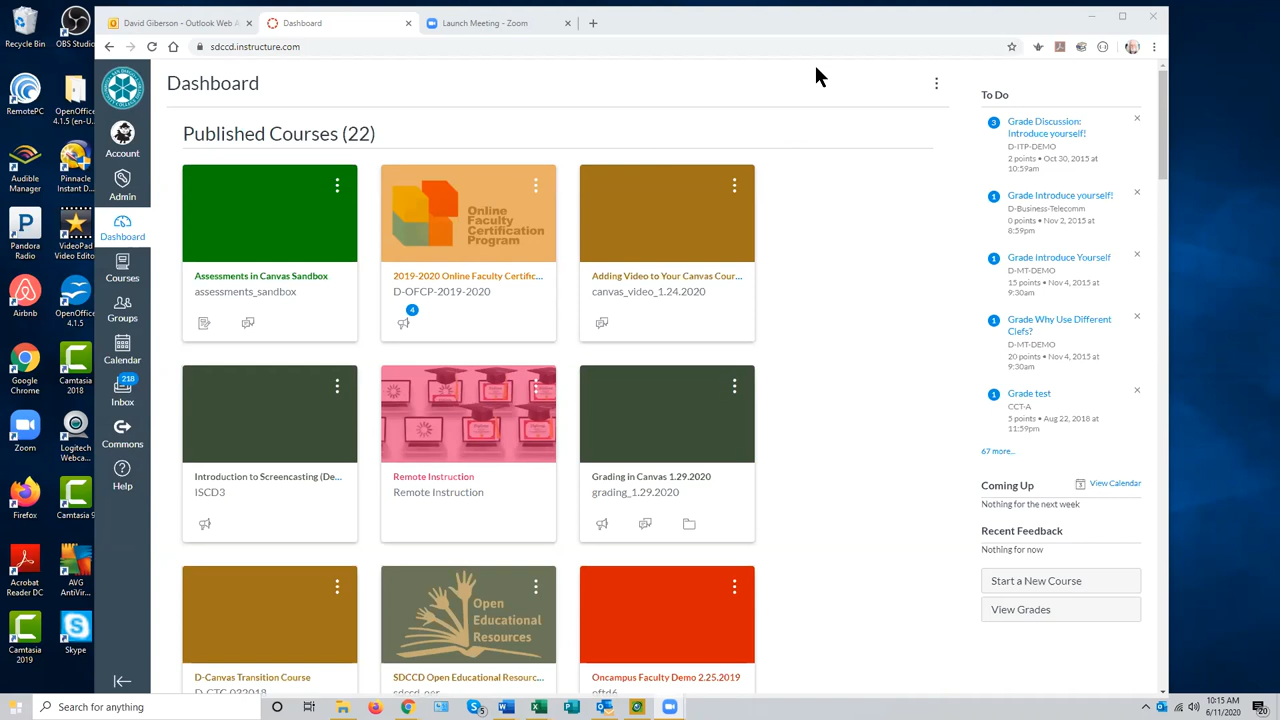 Recycle Bin
OBS Studio
RemotePC
OpenOffice 4.1.5 (en-U...
Audible Manager
Pinnacle Instant D...
Pandora Radio
VideoPad Video Edito
Airbnb
OpenOffice 4.1.5
Google Chrome
Camtasia 2018
Zoom
Logitech Webca...
Firefox
Camtasia 9
Acrobat Reader DC
AVG AntiVir...
Camtasia 2019
Skype
David Giberson - Outlook Web A
Dashboard
Launch Meeting - Zoom
sdccd.instructure.com
Account
Admin
Dashboard
Courses
Groups
Calendar
218
Inbox
Commons
Help
Dashboard
Published Courses (22)
Assessments in Canvas Sandbox
assessments_sandbox
Online
Faculty
Certification
Program
2019-2020 Online Faculty Certific...
D-OFCP-2019-2020
4
Adding Video to Your Canvas Cour...
canvas_video_1.24.2020
Introduction to Screencasting (De...
ISCD3
Remote Instruction
Remote Instruction
Grading in Canvas 1.29.2020
grading_1.29.2020
D-Canvas Transition Course
D-CTC-032018
Open
Educational
Resources
SDCCD Open Educational Resourc...
sdccd_oer
Oncampus Faculty Demo 2.25.2019
oftd6
To Do
3
Grade Discussion:
Introduce yourself!
D-ITP-DEMO
2 points • Oct 30, 2015 at
10:59am
1
Grade Introduce yourself!
D-Business-Telecomm
0 points • Nov 2, 2015 at
8:59pm
1
Grade Introduce Yourself
D-MT-DEMO
15 points • Nov 4, 2015 at
9:30am
1
Grade Why Use Different
Clefs?
D-MT-DEMO
20 points • Nov 4, 2015 at
9:30am
1
Grade test
CCT-A
5 points • Aug 22, 2018 at
11:59pm
67 more...
Coming Up
View Calendar
Nothing for the next week
Recent Feedback
Nothing for now
Start a New Course
View Grades
Search for anything
5
10:15 AM
6/11/2020
20